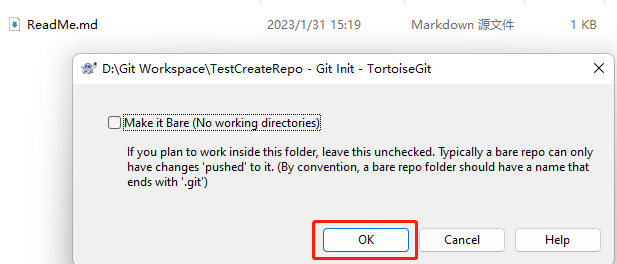 ReadMe.md 2023/1/31 15:19 Markdown 源文件 1 KB
D:\Git Workspace\TestCreateRepo - Git Init - TortoiseGit
Make it Bare (No working directories)
If you plan to work inside this folder, leave this unchecked. Typically a bare repo can only
have changes 'pushed' to it. (By convention, a bare repo folder should have a name that
ends with '.git')
OK Cancel Help